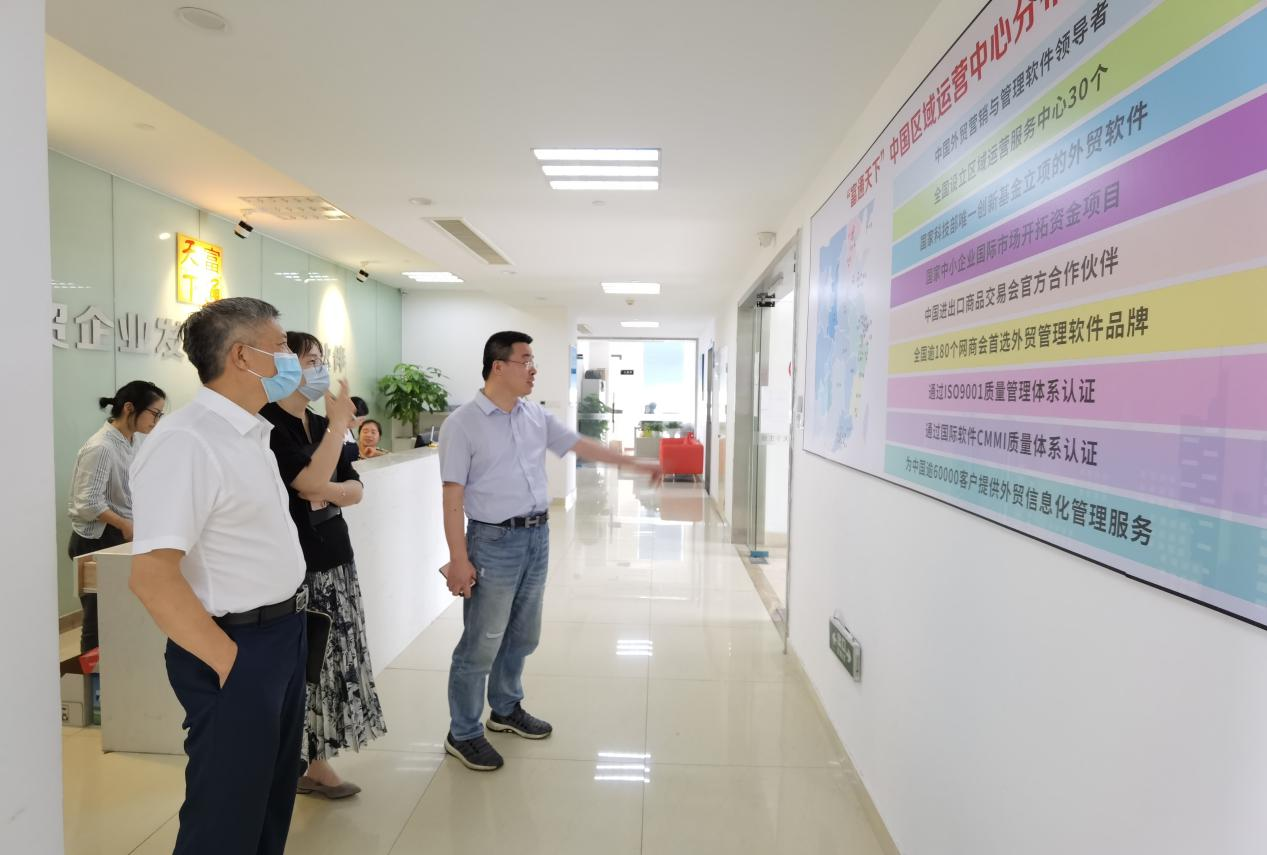 富通
天下
贸企业发
"富通天下"中国区域运营中心分布
中国外贸营销与管理软件领导者
全国设立区域运营服务中心30个
国家科技部唯一创新基金立项的外贸软件
国家中小企业国际市场开拓资金项目
中国进出口商品交易会官方合作伙伴
全国逾180个网商会首选外贸管理软件品牌
通过ISO9001质量管理体系认证
通过国际软件CMMI质量体系认证
为中国逾60000客户提供外贸信息化管理服务